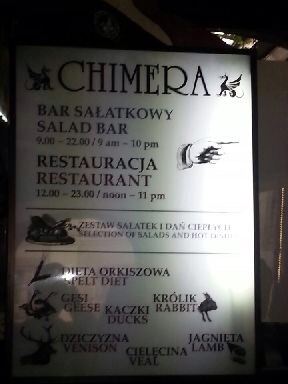 CHIMERA
BAR SAŁATKOWY
SALAD BAR
9.00 – 22.00 / 9 am – 10 pm
RESTAURACJA
RESTAURANT
12.00 – 23.00 / noon – 11 pm
ZESTAW SAŁATEK I DAŃ CIEPŁYCH
SELECTION OF SALADS AND HOT DISHES
DIETA ORKISZOWA
SPELT DIET
GĘSI
GEESE
KACZKI
DUCKS
KRÓLIK
RABBIT
DZICZYZNA
VENISON
CIELĘCINA
VEAL
JAGNIĘTA
LAMB